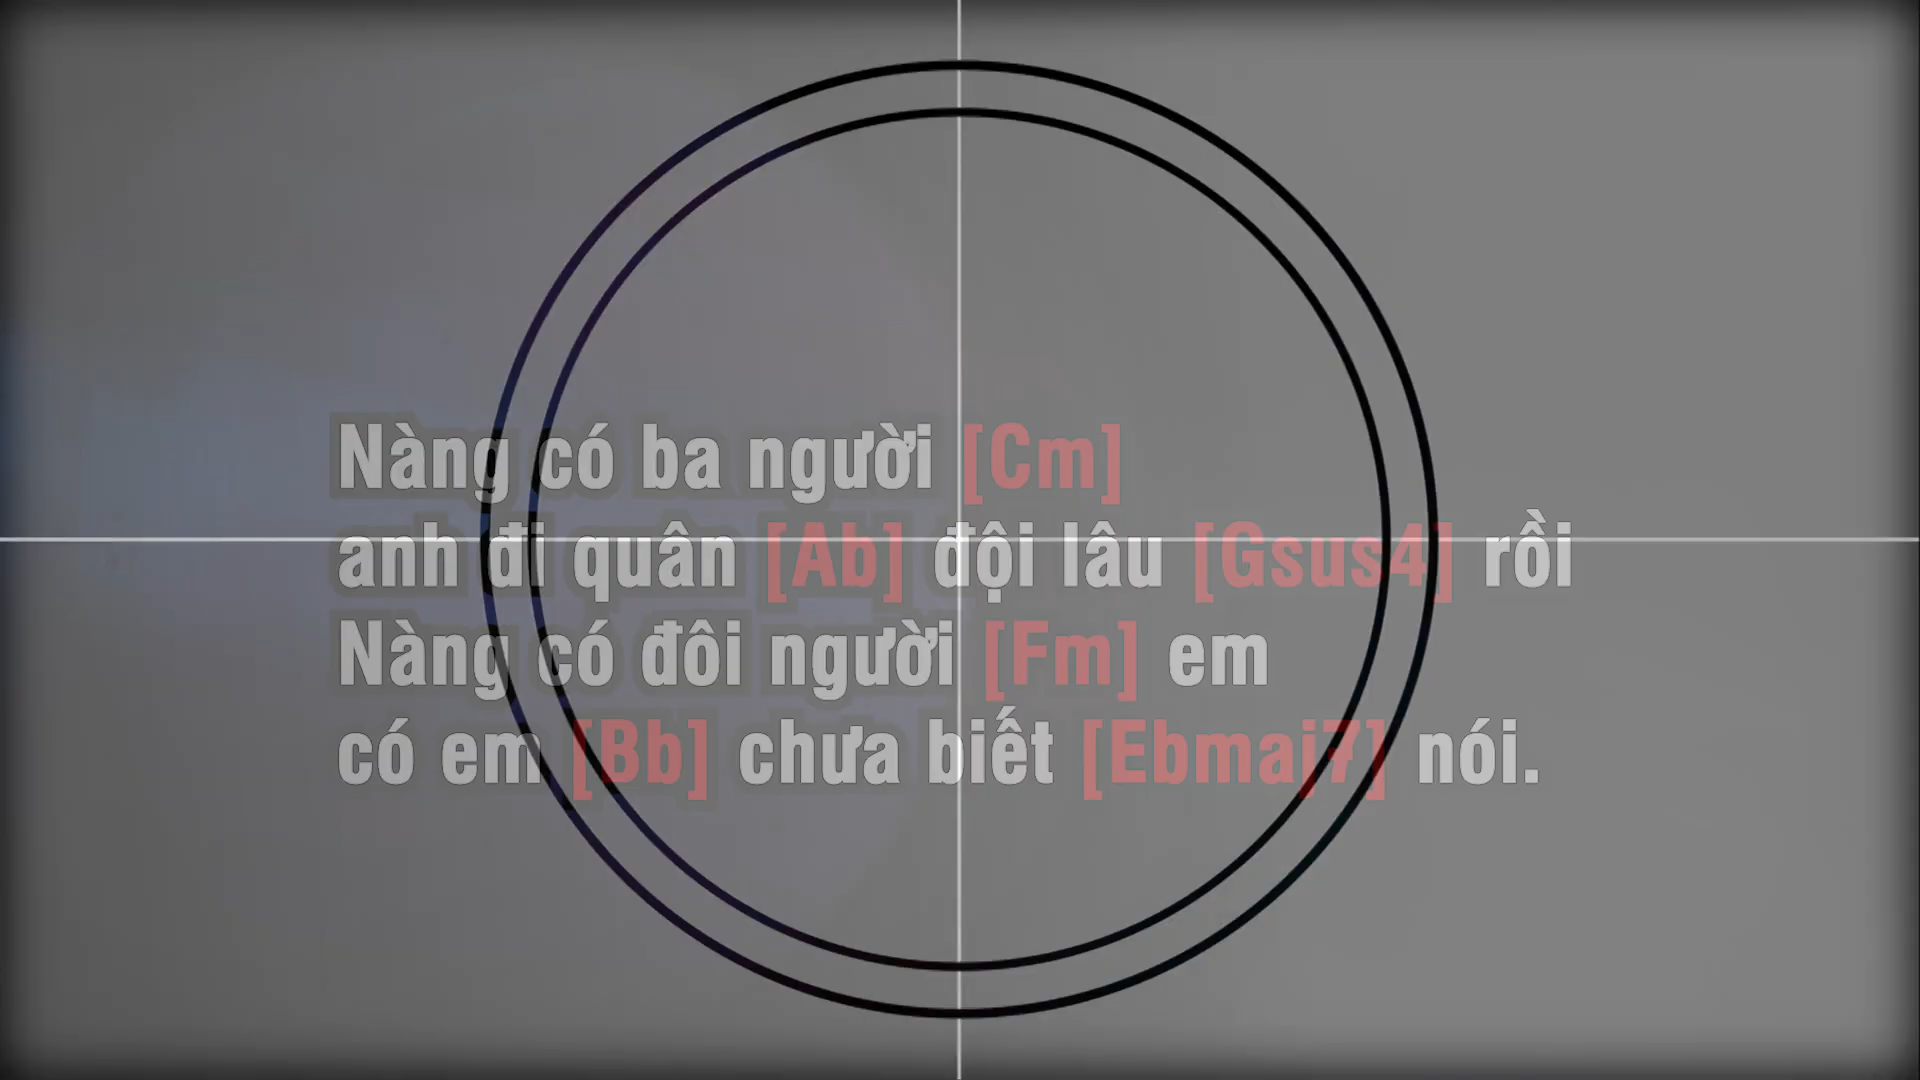 Nàng có ba người [Cm]
anh đi quân [Ab] đội lâu [Gsus4] rồi
Nàng có đôi người [Fm] em
có em [Bb] chưa biết [Ebmaj7] nói.